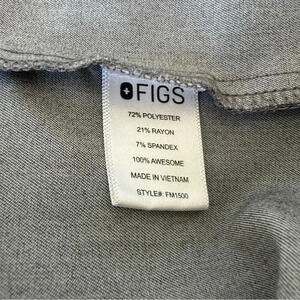 FIGS
72% POLYESTER
21% RAYON
7% SPANDEX
100% AWESOME
MADE IN VIETNAM
STYLE#: FM1500